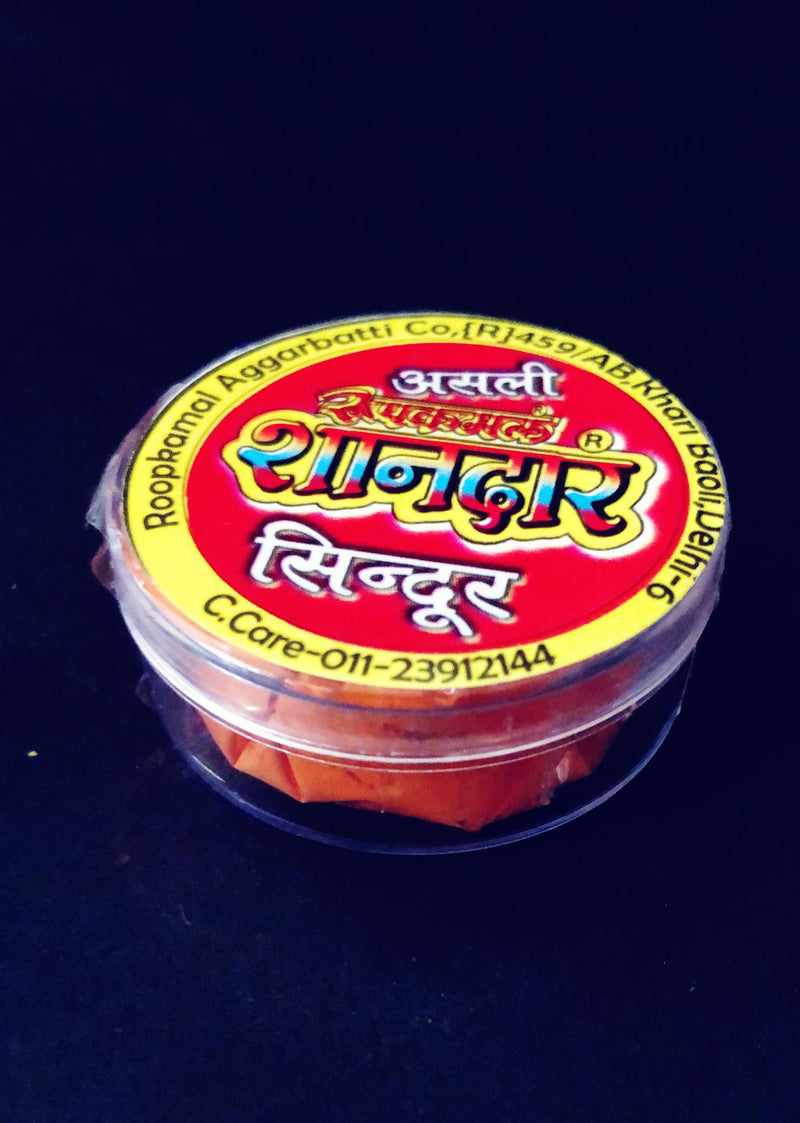 Roopkamal Aggarbatti Co,{R}459/AB,Khari Baoli,Delhi-6
असली
रूपकमल
शानदार ®
सिन्दूर
C.Care-011-23912144